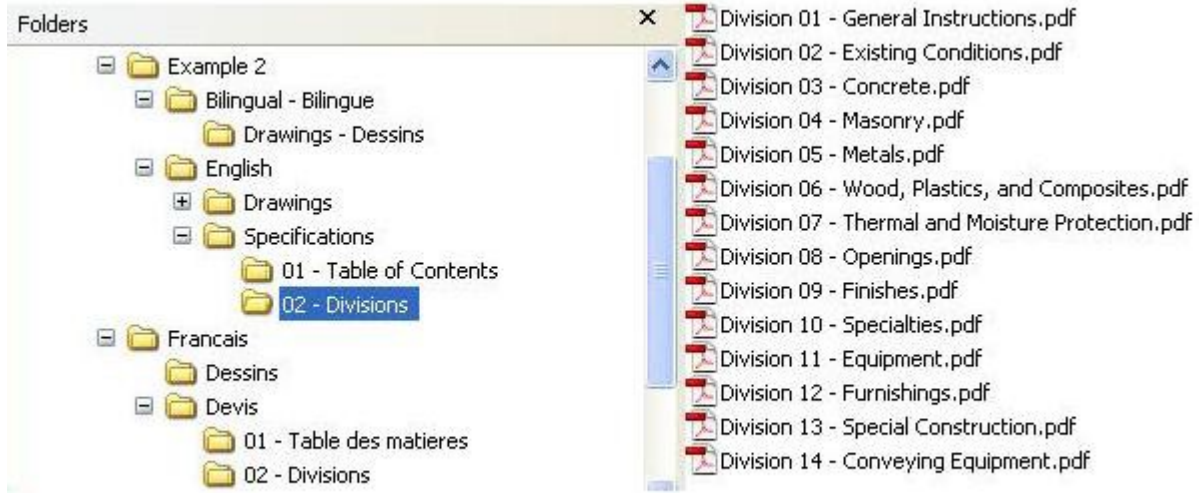 Folders
Example 2
Bilingual - Bilingue
Drawings - Dessins
English
Drawings
Specifications
01 - Table of Contents
02 - Divisions
Francais
Dessins
Devis
01 - Table des matieres
02 - Divisions
Division 01 - General Instructions.pdf
Division 02 - Existing Conditions.pdf
Division 03 - Concrete.pdf
Division 04 - Masonry.pdf
Division 05 - Metals.pdf
Division 06 - Wood, Plastics, and Composites.pdf
Division 07 - Thermal and Moisture Protection.pdf
Division 08 - Openings.pdf
Division 09 - Finishes.pdf
Division 10 - Specialties.pdf
Division 11 - Equipment.pdf
Division 12 - Furnishings.pdf
Division 13 - Special Construction.pdf
Division 14 - Conveying Equipment.pdf